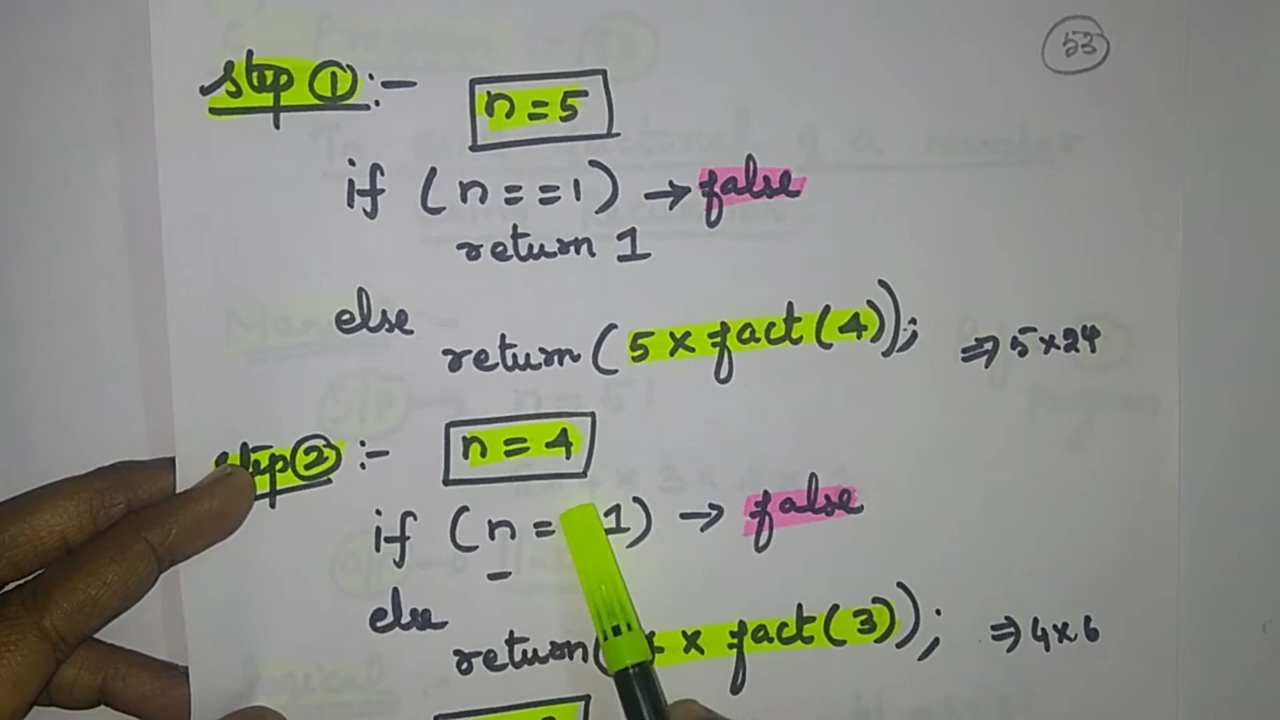 53
step ① :-
n=5
if (n==1) → false
return 1
else
return (5 x fact(4)); ⇒ 5x24
step ② :-
n = 4
if (n = 1) → false
else
return ( x fact(3)); ⇒ 4x6